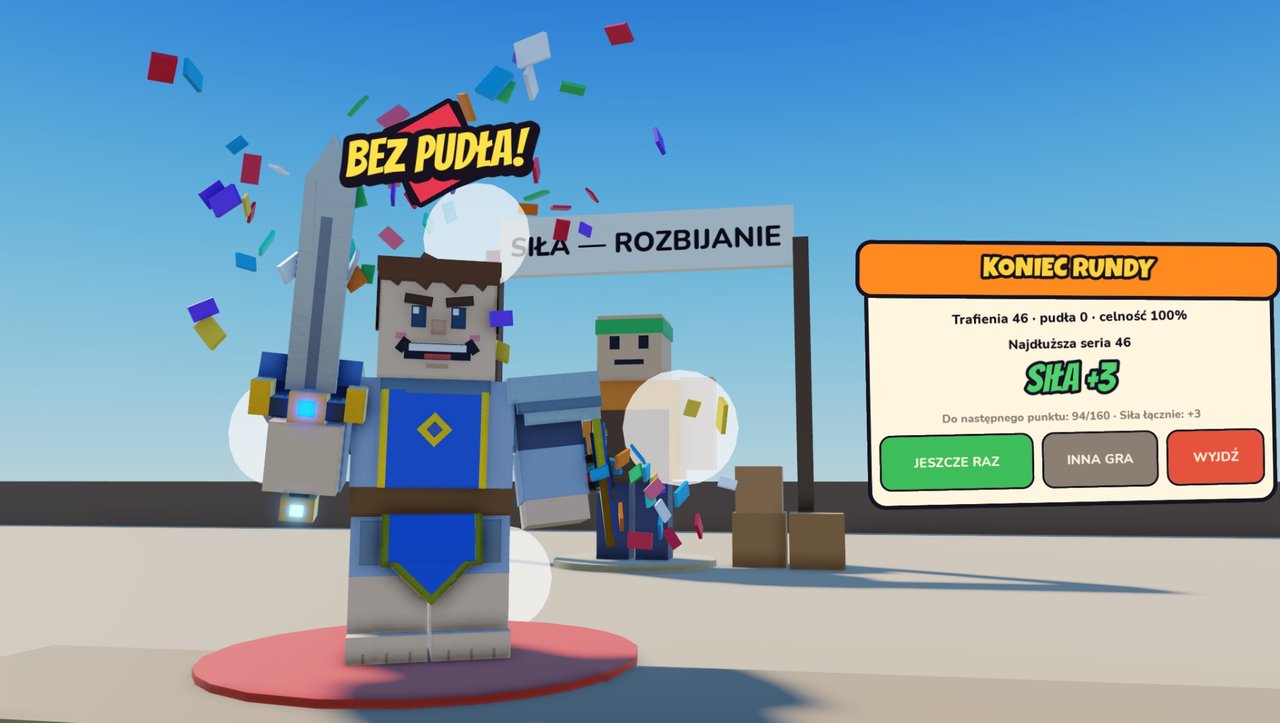 BEZ PUDŁA!
SIŁA — ROZBIJANIE
KONIEC RUNDY
Trafienia 46 · pudła 0 · celność 100%
Najdłuższa seria 46
SIŁA +3
Do następnego punktu: 94/160 · Siła łącznie: +3
JESZCZE RAZ
INNA GRA
WYJDŹ